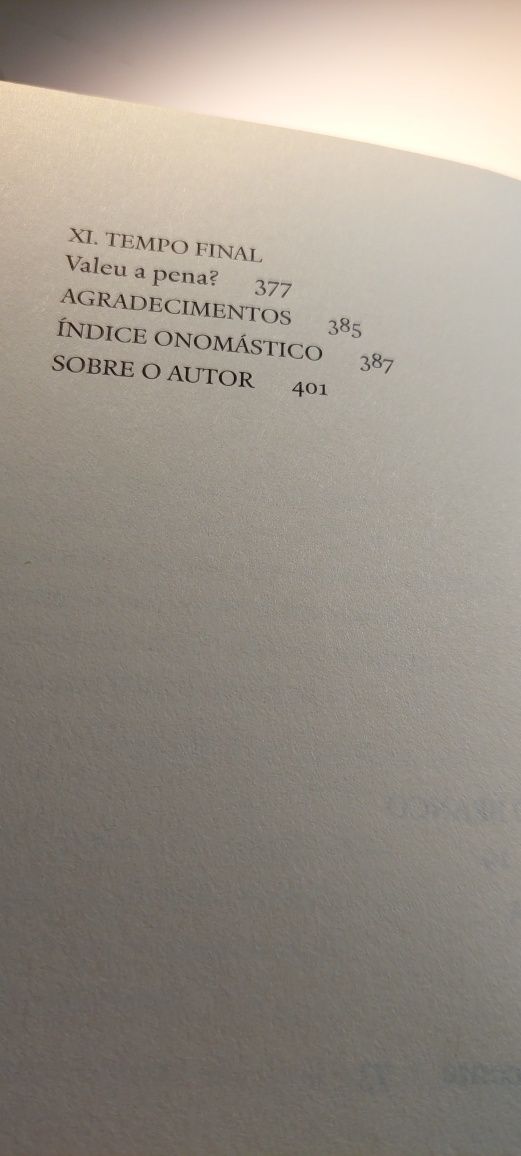 XI. TEMPO FINAL
Valeu a pena? 377
AGRADECIMENTOS 385
ÍNDICE ONOMÁSTICO 387
SOBRE O AUTOR 401